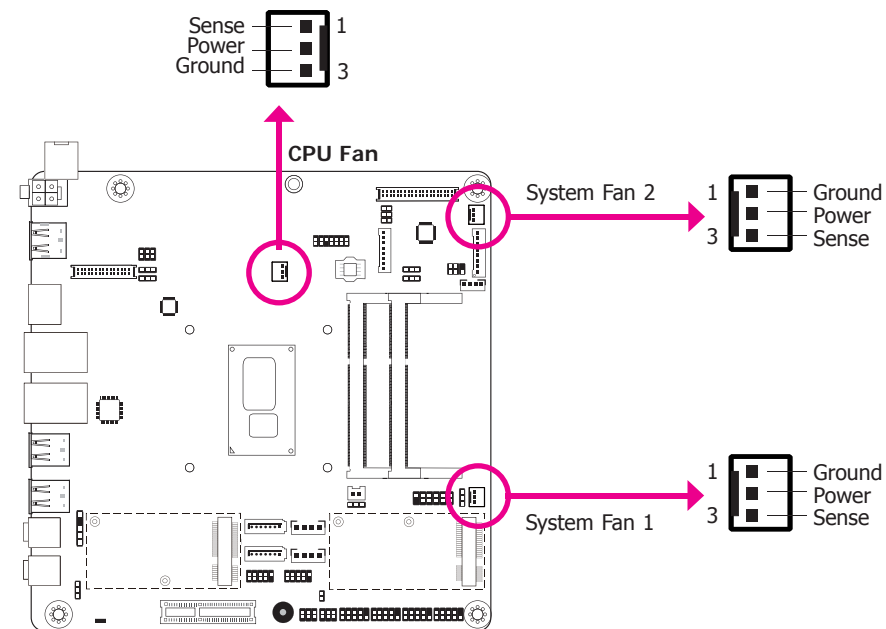 Sense 1
Power
Ground 3
CPU Fan
System Fan 2
1 Ground
Power
3 Sense
1 Ground
Power
3 Sense
System Fan 1